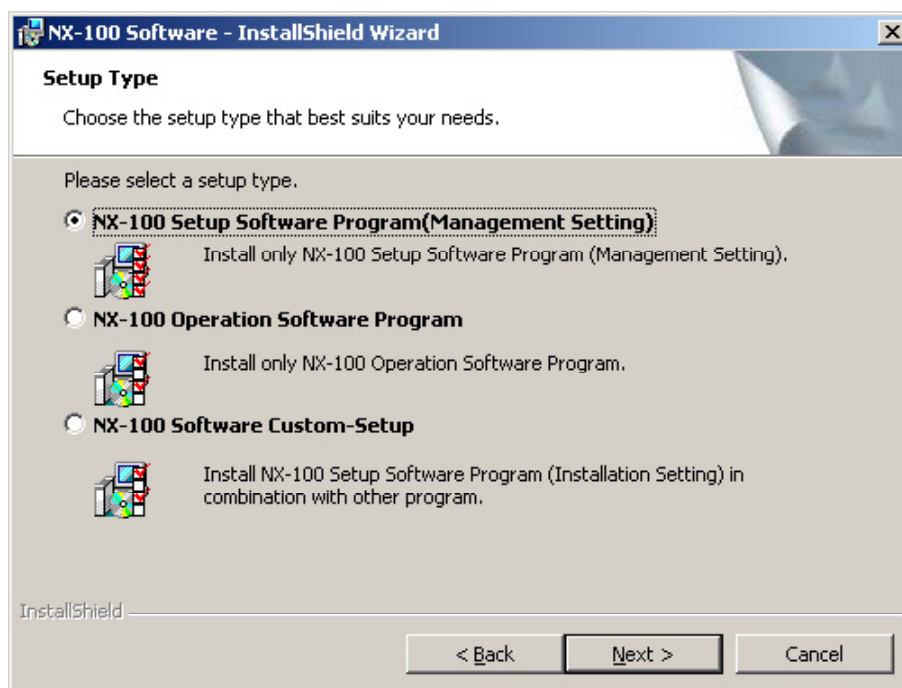 NX-100 Software - InstallShield Wizard
Setup Type
Choose the setup type that best suits your needs.
Please select a setup type.
NX-100 Setup Software Program(Management Setting)
Install only NX-100 Setup Software Program (Management Setting).
NX-100 Operation Software Program
Install only NX-100 Operation Software Program.
NX-100 Software Custom-Setup
Install NX-100 Setup Software Program (Installation Setting) in
combination with other program.
InstallShield
< Back
Next >
Cancel